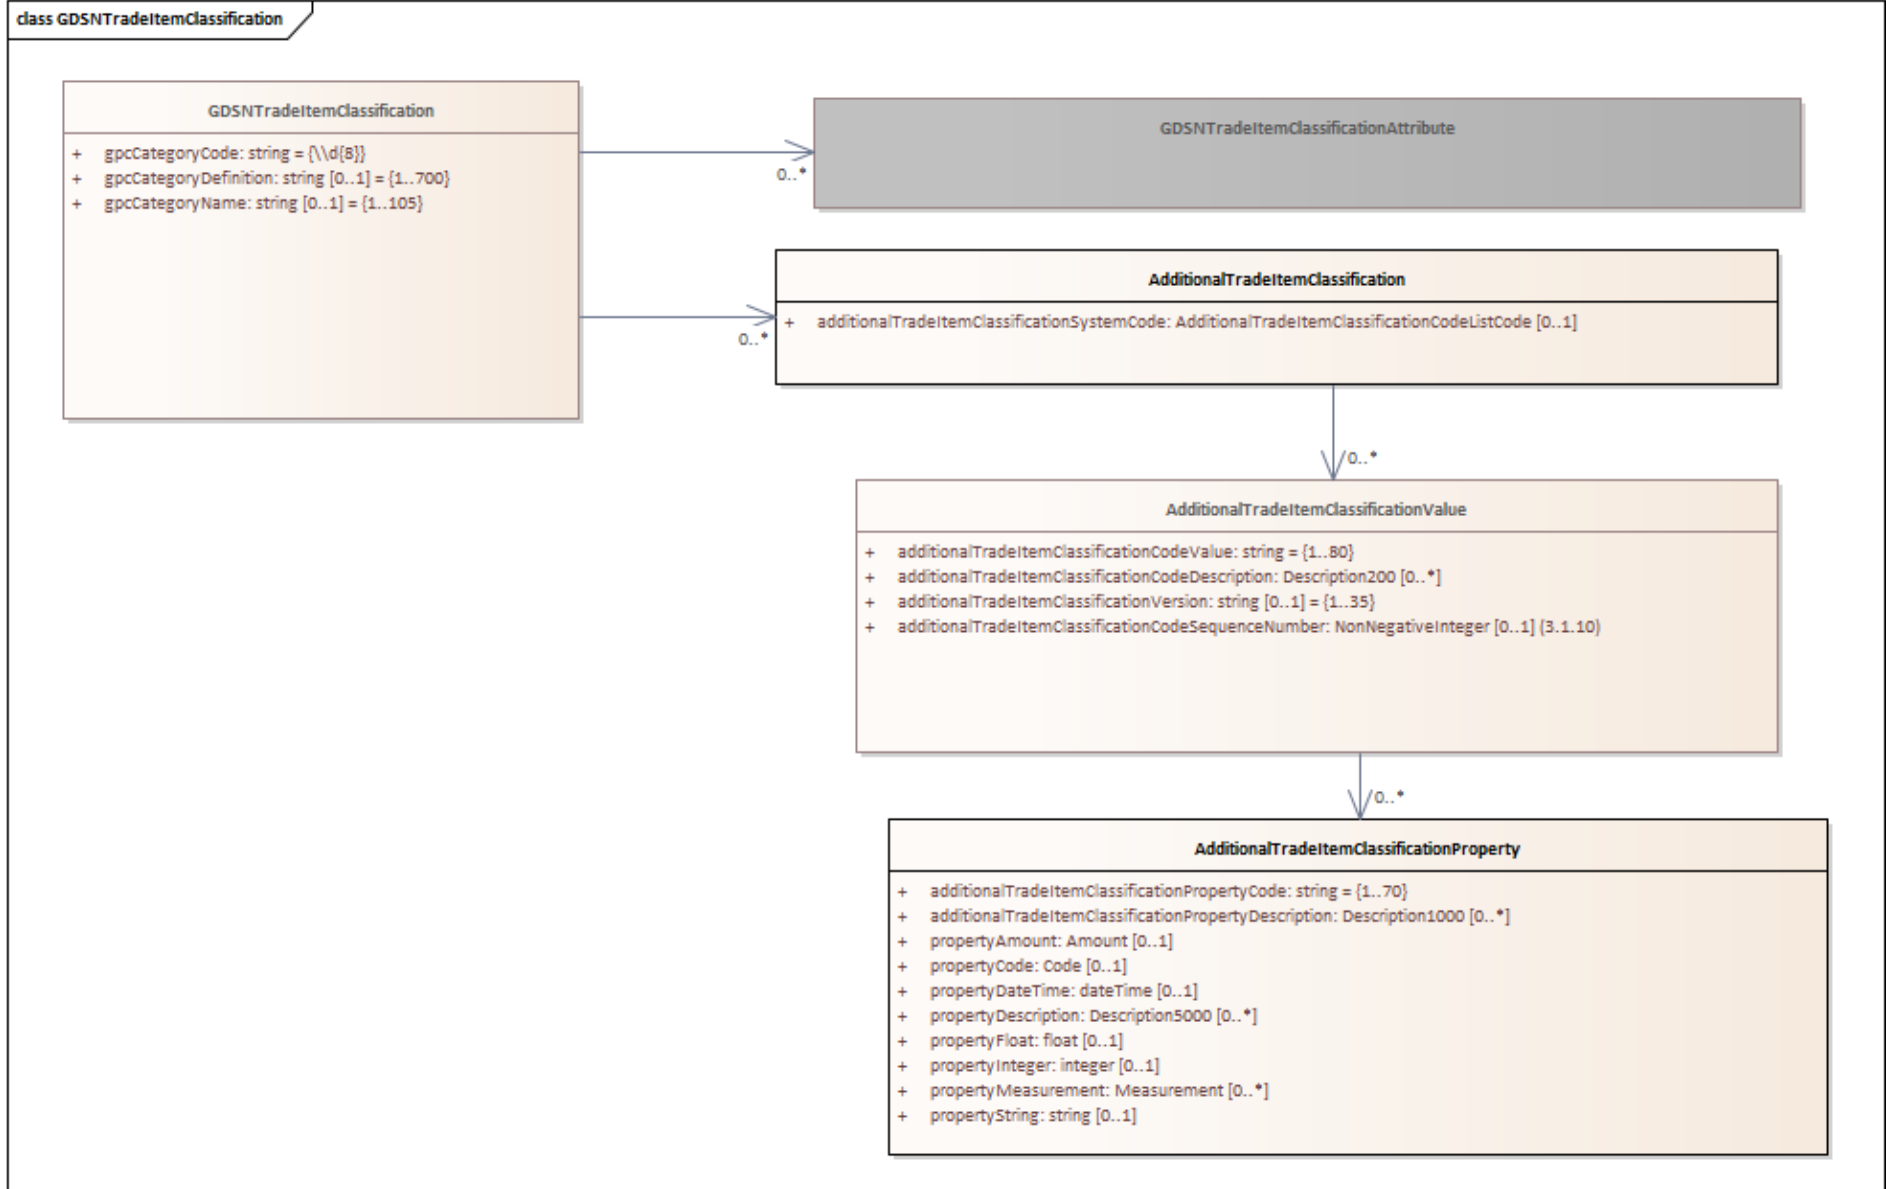 class GDSNTradeItemClassification
GDSNTradeItemClassification
+ gpcCategoryCode: string = {\\d{8}}
+ gpcCategoryDefinition: string [0..1] = {1..700}
+ gpcCategoryName: string [0..1] = {1..105}
0..*
GDSNTradeItemClassificationAttribute
0..*
AdditionalTradeItemClassification
+ additionalTradeItemClassificationSystemCode: AdditionalTradeItemClassificationCodeListCode [0..1]
0..*
AdditionalTradeItemClassificationValue
+ additionalTradeItemClassificationCodeValue: string = {1..80}
+ additionalTradeItemClassificationCodeDescription: Description200 [0..*]
+ additionalTradeItemClassificationVersion: string [0..1] = {1..35}
+ additionalTradeItemClassificationCodeSequenceNumber: NonNegativeInteger [0..1] (3.1.10)
0..*
AdditionalTradeItemClassificationProperty
+ additionalTradeItemClassificationPropertyCode: string = {1..70}
+ additionalTradeItemClassificationPropertyDescription: Description1000 [0..*]
+ propertyAmount: Amount [0..1]
+ propertyCode: Code [0..1]
+ propertyDateTime: dateTime [0..1]
+ propertyDescription: Description5000 [0..*]
+ propertyFloat: float [0..1]
+ propertyInteger: integer [0..1]
+ propertyMeasurement: Measurement [0..*]
+ propertyString: string [0..1]